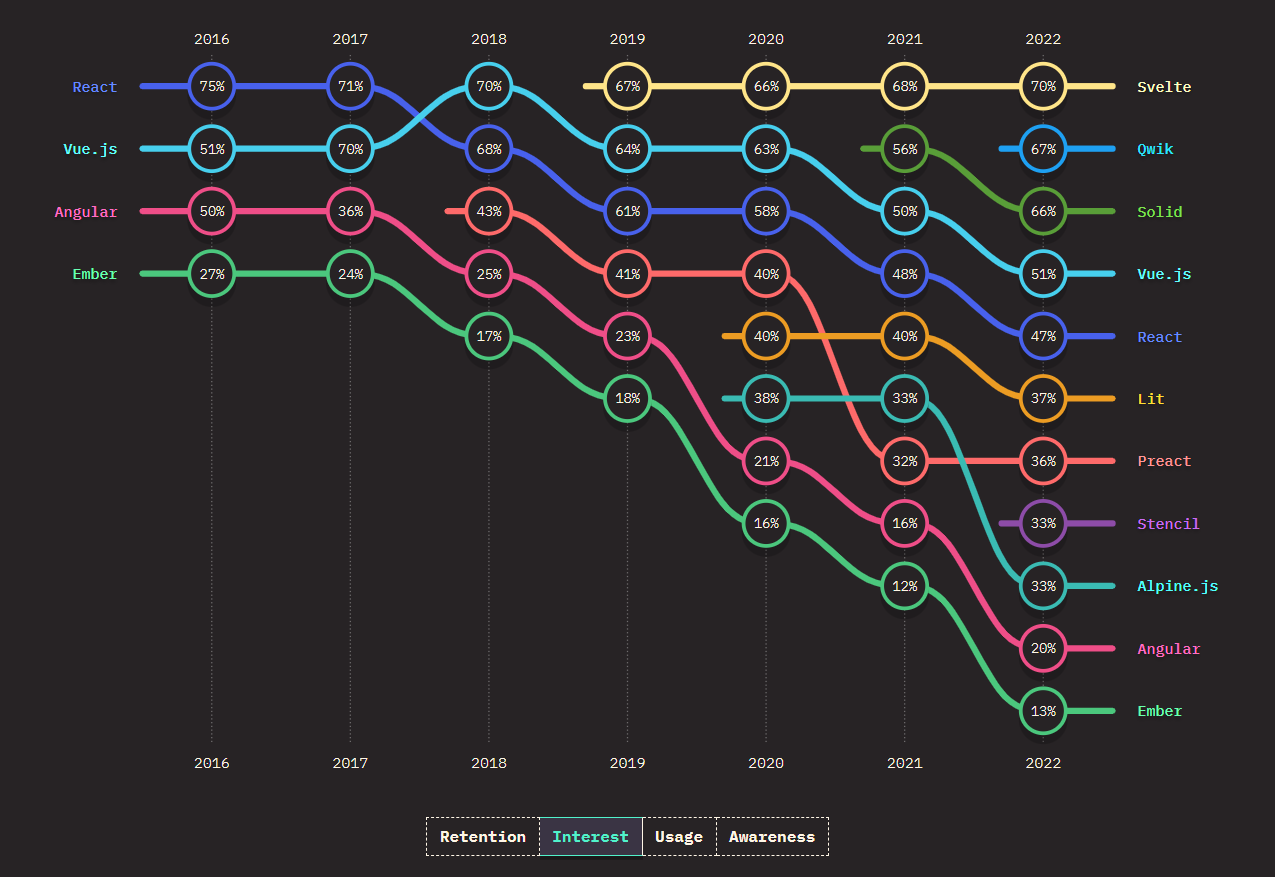 2016 2017 2018 2019 2020 2021 2022
React 75% 71% 70% 67% 66% 68% 70% Svelte
Vue.js 51% 70% 68% 64% 63% 56% 67% Qwik
Angular 50% 36% 43% 61% 58% 50% 66% Solid
Ember 27% 24% 25% 41% 40% 48% 51% Vue.js
17% 23% 40% 40% 47% React
18% 38% 33% 37% Lit
21% 32% 36% Preact
16% 16% 33% Stencil
12% 33% Alpine.js
20% Angular
13% Ember
2016 2017 2018 2019 2020 2021 2022
Retention Interest Usage Awareness